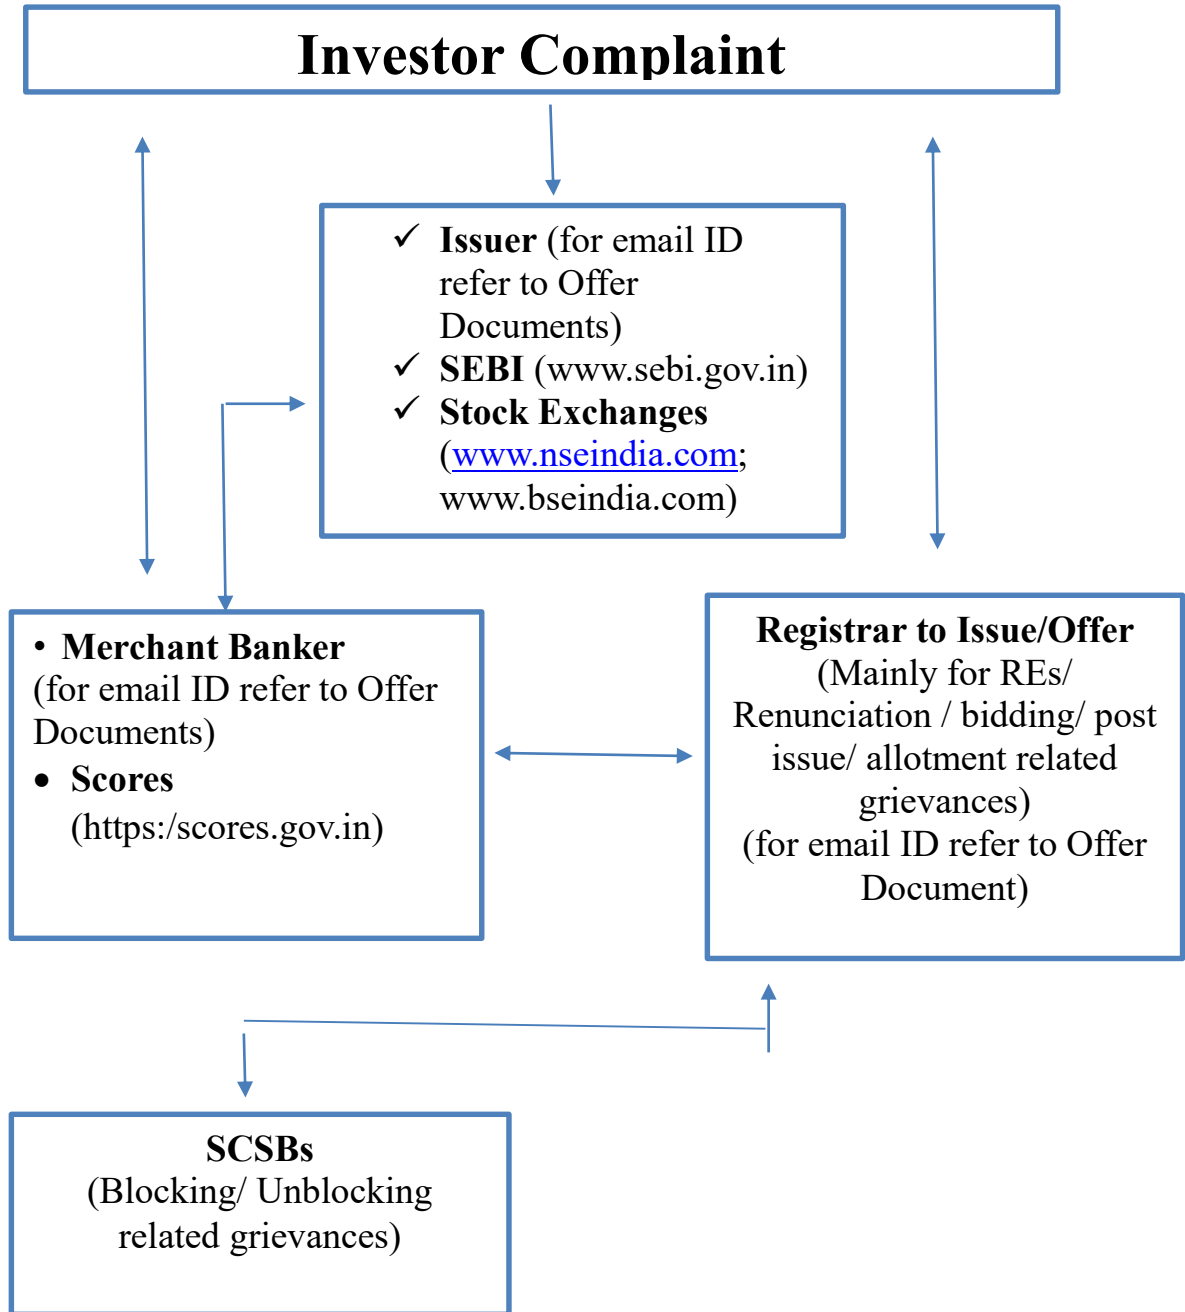 Investor Complaint
✓ Issuer (for email ID
refer to Offer
Documents)
✓ SEBI (www.sebi.gov.in)
✓ Stock Exchanges
(www.nseindia.com;
www.bseindia.com)
• Merchant Banker
(for email ID refer to Offer
Documents)
• Scores
(https:/scores.gov.in)
Registrar to Issue/Offer
(Mainly for REs/
Renunciation / bidding/ post
issue/ allotment related
grievances)
(for email ID refer to Offer
Document)
SCSBs
(Blocking/ Unblocking
related grievances)